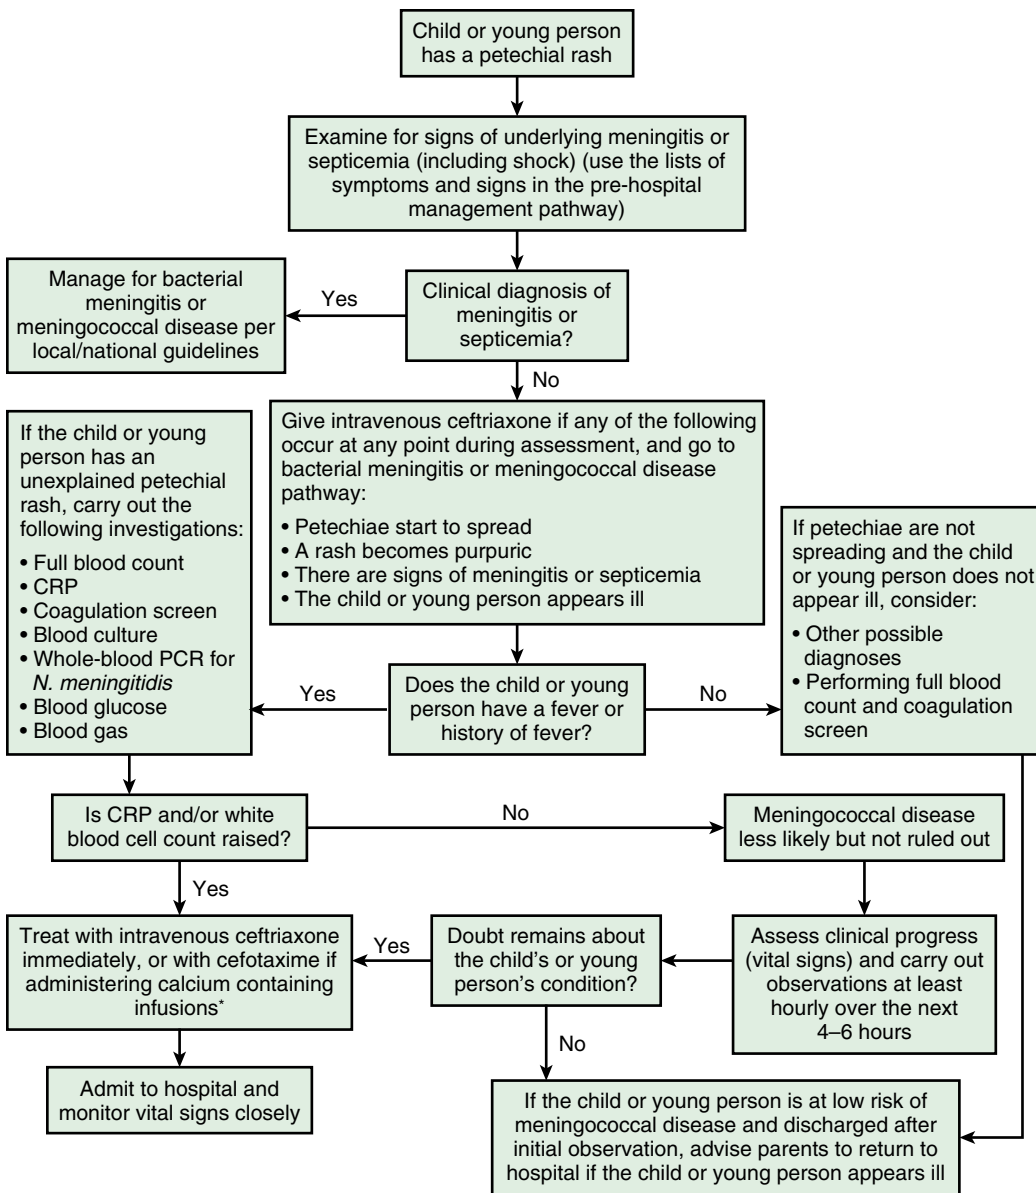 Child or young person
has a petechial rash
Examine for signs of underlying meningitis or
septicemia (including shock) (use the lists of
symptoms and signs in the pre-hospital
management pathway)
Manage for bacterial
meningitis or
meningococcal disease per
local/national guidelines
Yes
Clinical diagnosis of
meningitis or
septicemia?
No
If the child or young
person has an
unexplained petechial
rash, carry out the
following investigations:
• Full blood count
• CRP
• Coagulation screen
• Blood culture
• Whole-blood PCR for
N. meningitidis
• Blood glucose
• Blood gas
Give intravenous ceftriaxone if any of the following
occur at any point during assessment, and go to
bacterial meningitis or meningococcal disease
pathway:
• Petechiae start to spread
• A rash becomes purpuric
• There are signs of meningitis or septicemia
• The child or young person appears ill
If petechiae are not
spreading and the child
or young person does not
appear ill, consider:
• Other possible
diagnoses
• Performing full blood
count and coagulation
screen
Yes
Does the child or young
person have a fever or
history of fever?
No
Is CRP and/or white
blood cell count raised?
No
Meningococcal disease
less likely but not ruled out
Yes
Treat with intravenous ceftriaxone
immediately, or with cefotaxime if
administering calcium containing
infusions*
Yes
Doubt remains about
the child's or young
person's condition?
Assess clinical progress
(vital signs) and carry out
observations at least
hourly over the next
4–6 hours
No
Admit to hospital and
monitor vital signs closely
If the child or young person is at low risk of
meningococcal disease and discharged after
initial observation, advise parents to return to
hospital if the child or young person appears ill